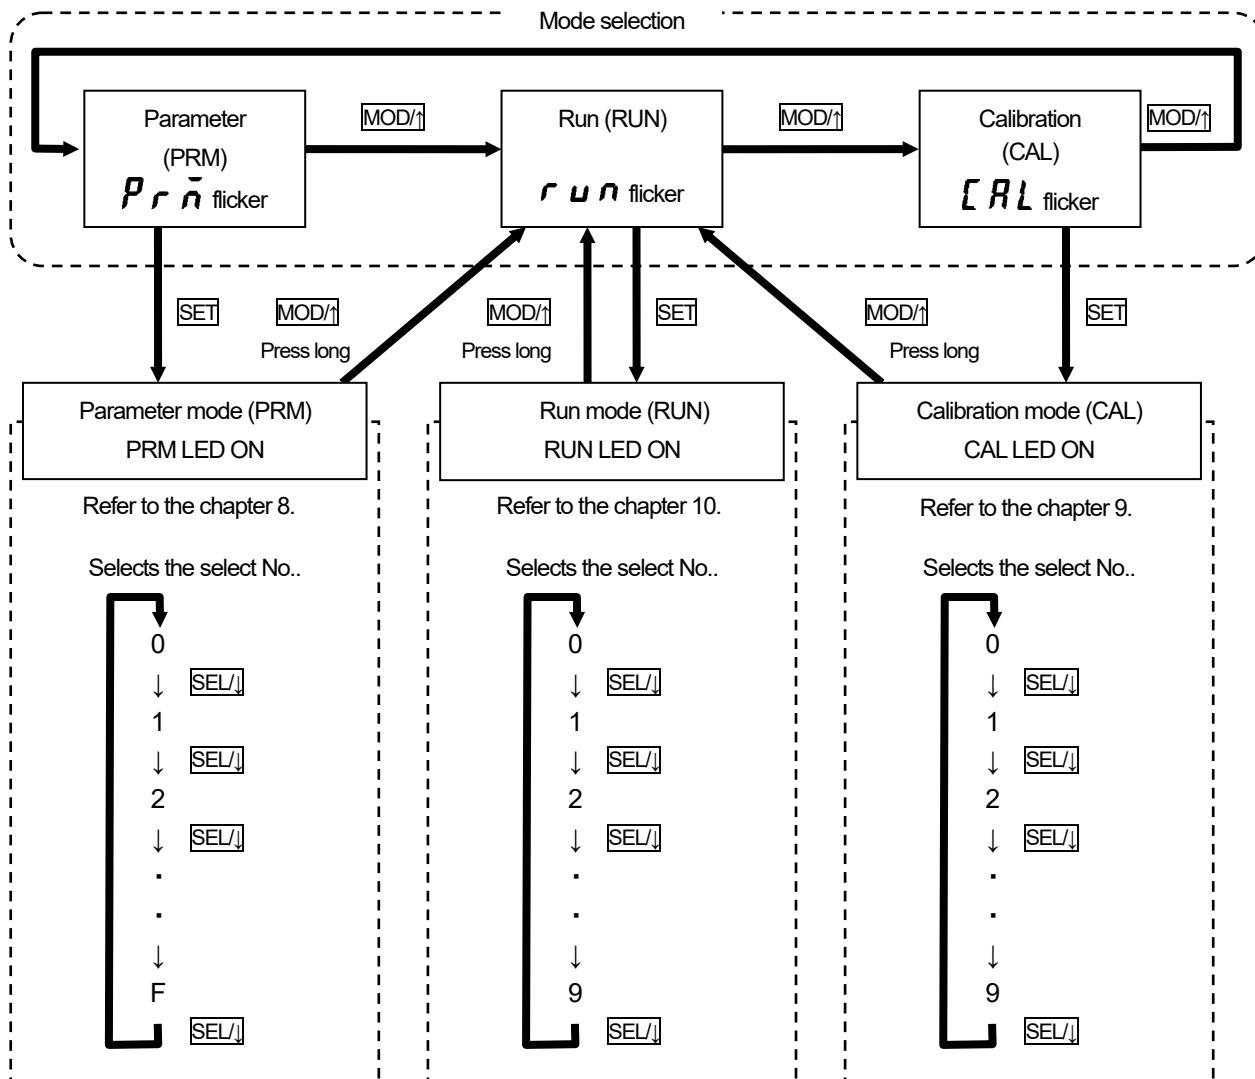 Mode selection
Parameter
(PRM)
Prm flicker
MOD/↑
Run (RUN)
run flicker
MOD/↑
Calibration
(CAL)
CAL flicker
MOD/↑
SET
MOD/↑
Press long
MOD/↑
Press long
SET
MOD/↑
Press long
SET
Parameter mode (PRM)
PRM LED ON
Refer to the chapter 8.
Selects the select No..
0
↓ SEL/↓
1
↓ SEL/↓
2
↓ SEL/↓
.
.
↓
F
SEL/↓
Run mode (RUN)
RUN LED ON
Refer to the chapter 10.
Selects the select No..
0
↓ SEL/↓
1
↓ SEL/↓
2
↓ SEL/↓
.
.
↓
9
SEL/↓
Calibration mode (CAL)
CAL LED ON
Refer to the chapter 9.
Selects the select No..
0
↓ SEL/↓
1
↓ SEL/↓
2
↓ SEL/↓
.
.
↓
9
SEL/↓